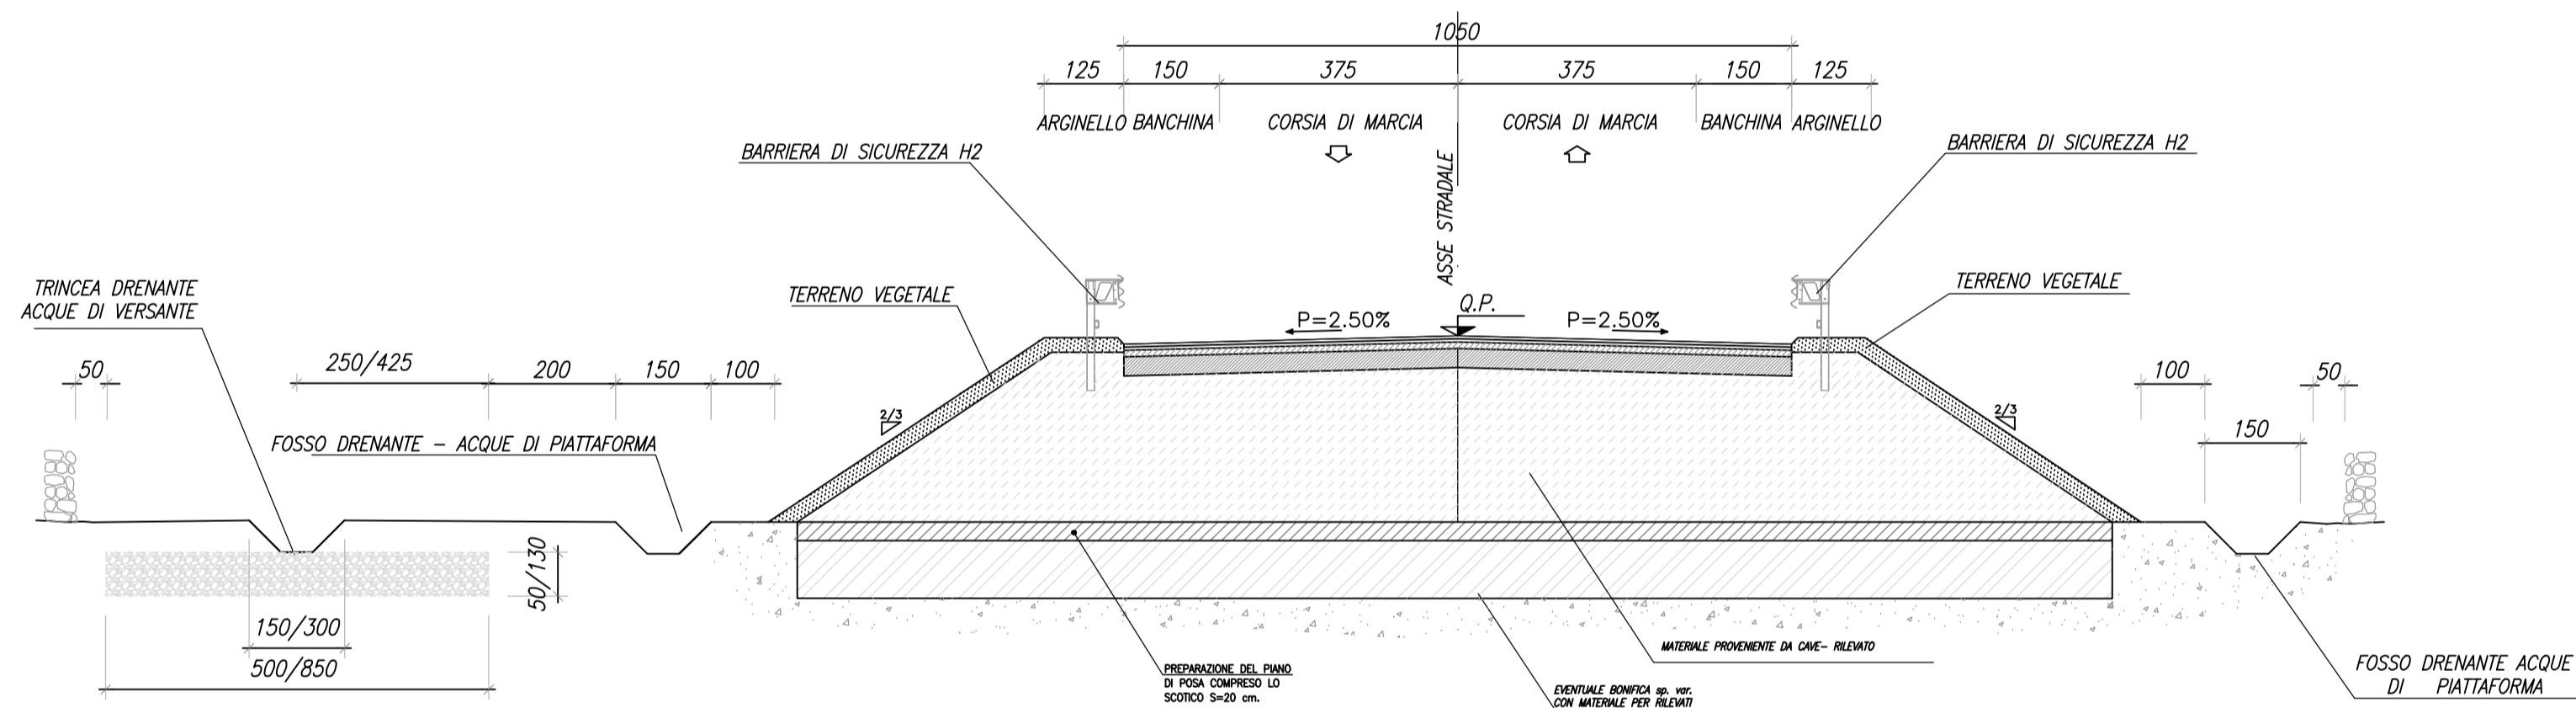 1050
125 150 375 375 150 125
ARGINELLO BANCHINA CORSIA DI MARCIA CORSIA DI MARCIA BANCHINA ARGINELLO
BARRIERA DI SICUREZZA H2
BARRIERA DI SICUREZZA H2
ASSE STRADALE
TRINCEA DRENANTE
ACQUE DI VERSANTE
TERRENO VEGETALE
TERRENO VEGETALE
Q.P.
P=2.50% P=2.50%
50 250/425 200 150 100
100 50
150
2/3
2/3
FOSSO DRENANTE – ACQUE DI PIATTAFORMA
50/130
150/300
500/850
PREPARAZIONE DEL PIANO
DI POSA COMPRESO LO
SCOTICO S=20 cm.
MATERIALE PROVENIENTE DA CAVE– RILEVATO
EVENTUALE BONIFICA sp. var.
CON MATERIALE PER RILEVATI
FOSSO DRENANTE ACQUE
DI PIATTAFORMA